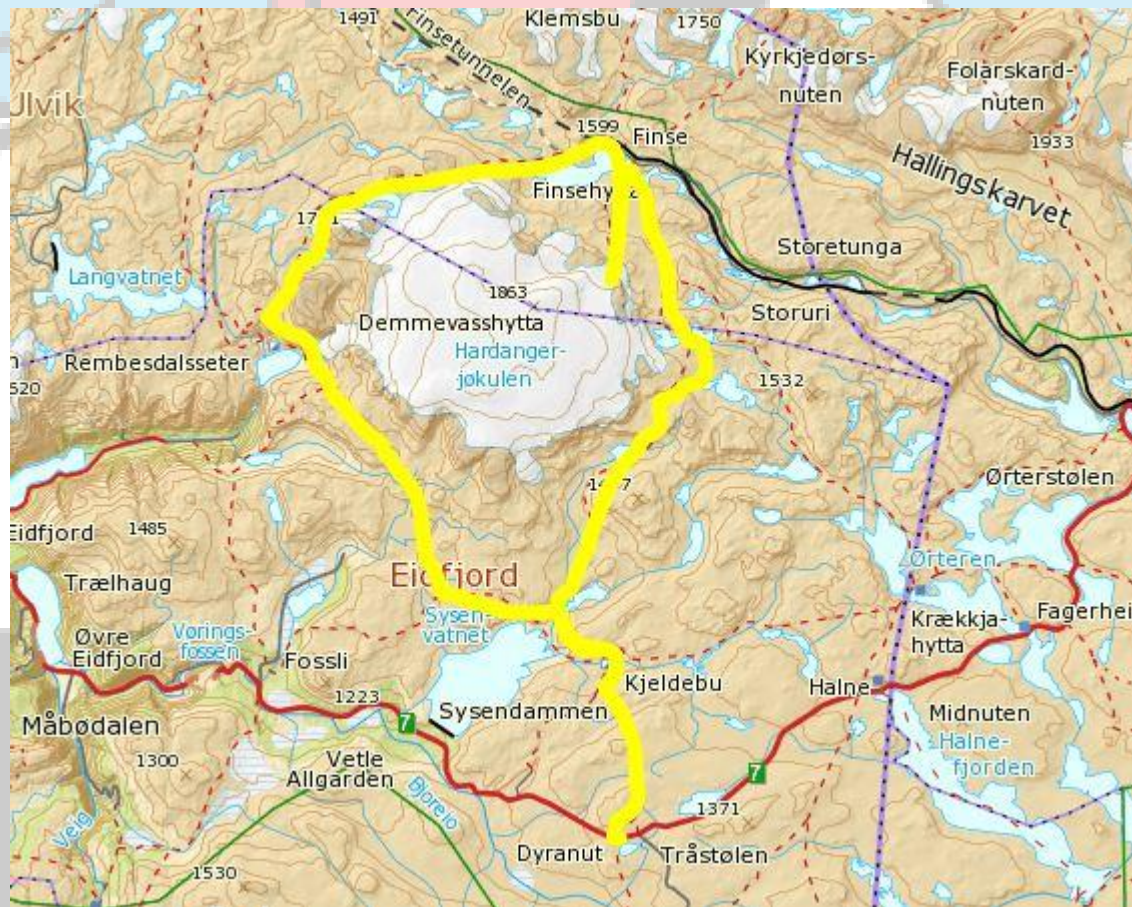 1491
Klemsbu
1750
Finsetunnelen
Kyrkjedørs-
nuten
Folarskard-
nuten
Ulvik
1599
Finse
1933
Hallingskarvet
Storetunga
Langvatnet
1863
Storuri
Demmevasshytta
Hardanger-
jøkulen
Rembesdalsseter
1532
Ørterstølen
1485
Eidfjord
Trælhaug
Eidfjord
Ørteren
Sysen-
vatnet
Krækkja-
hytta
Fagerhei
Vørings-
fossen
Øvre
Eidfjord
Fossli
Kjeldebu
Halne
1223
7
Sysendammen
Midnuten
Halne-
fjorden
Måbødalen
1300
Vetle
Allgarden
7
Bjoreio
1371
Veig
Dyranut
Tråstølen
1530